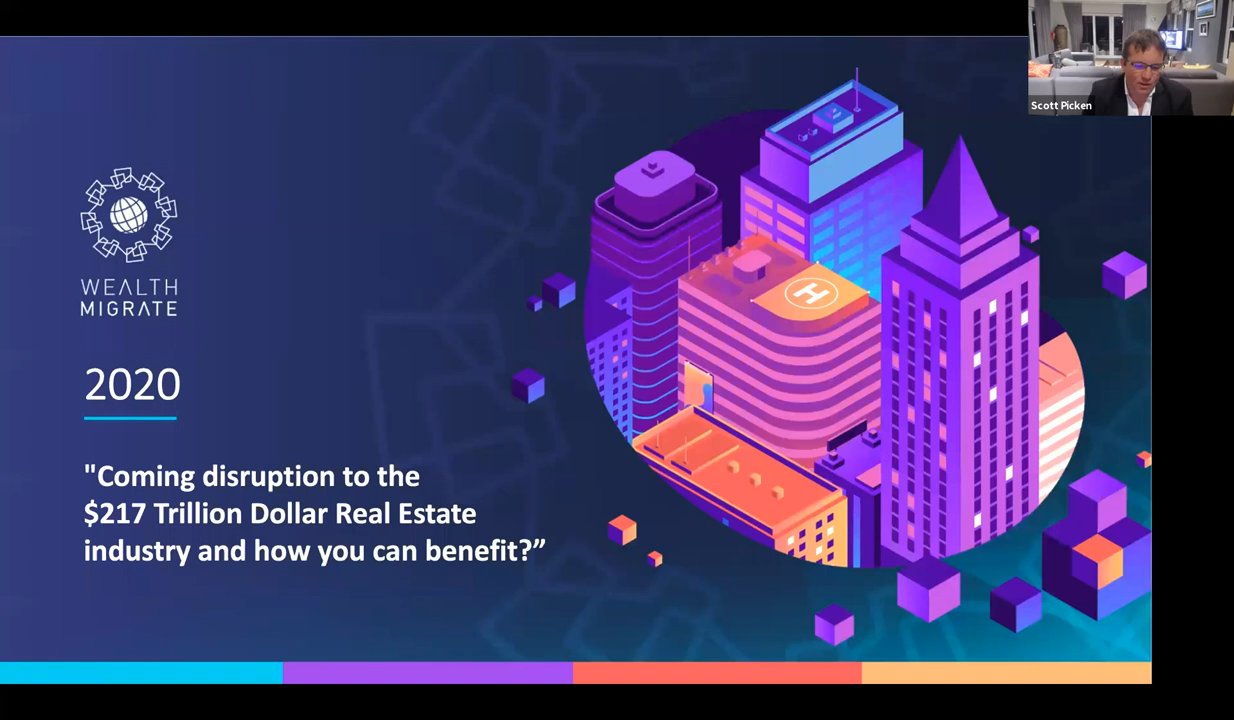 Scott Picken
WEALTH
MIGRATE
2020
"Coming disruption to the
$217 Trillion Dollar Real Estate
industry and how you can benefit?”
H